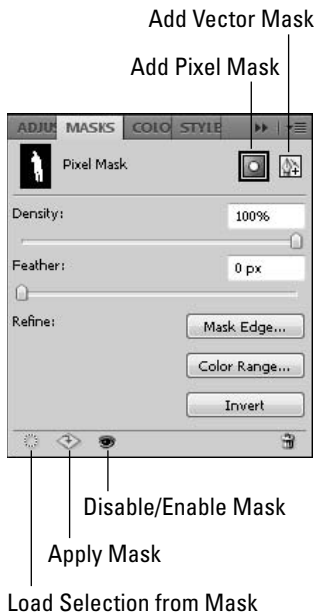 Add Vector Mask
Add Pixel Mask
ADJUS MASKS COLO STYLE
Pixel Mask
Density: 100%
Feather: 0 px
Refine: Mask Edge...
Color Range...
Invert
Disable/Enable Mask
Apply Mask
Load Selection from Mask